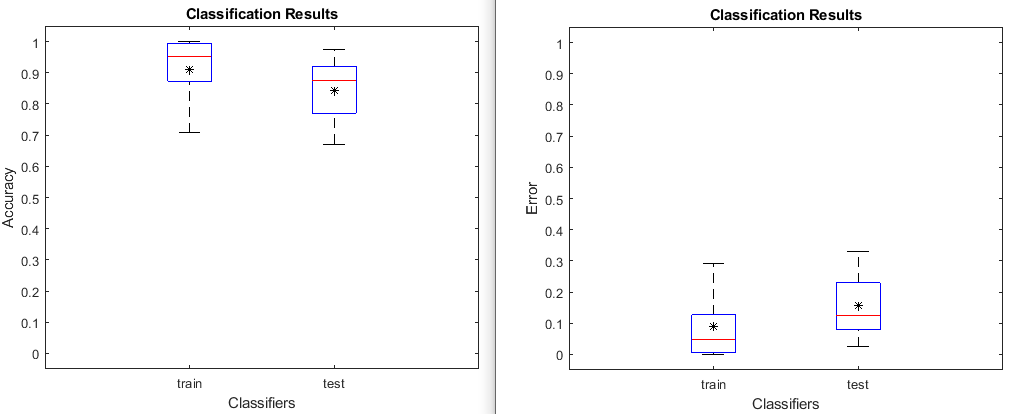 Classification Results
Accuracy
1
0.9
0.8
0.7
0.6
0.5
0.4
0.3
0.2
0.1
0
train
test
Classifiers
Classification Results
Error
1
0.9
0.8
0.7
0.6
0.5
0.4
0.3
0.2
0.1
0
train
test
Classifiers